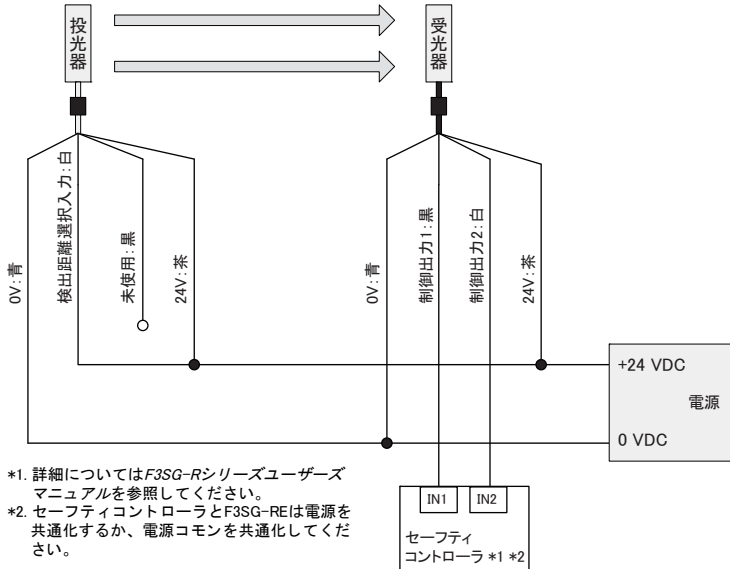 投光器
受光器
0V:青
検出距離選択入力:白
未使用:黒
24V:茶
0V:青
制御出力1:黒
制御出力2:白
24V:茶
+24 VDC
電源
0 VDC
IN1
IN2
セーフティ
コントローラ *1 *2
*1. 詳細についてはF3SG-Rシリーズユーザーズ
マニュアルを参照してください。
*2. セーフティコントローラとF3SG-REは電源を
共通化するか、電源コモンを共通化してくだ
さい。